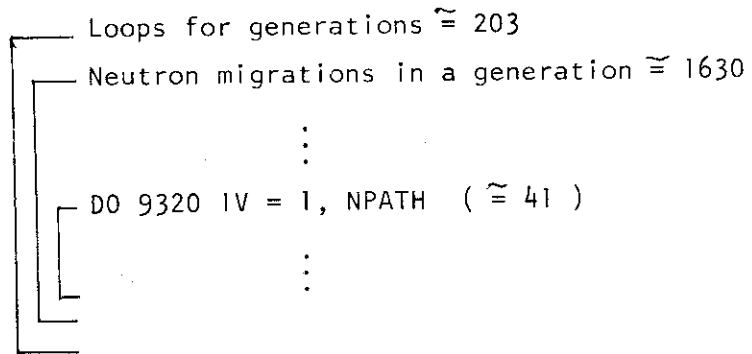 Loops for generations ≅ 203
Neutron migrations in a generation ≅ 1630
⋮
DO 9320 IV = 1, NPATH ( ≅ 41 )
⋮